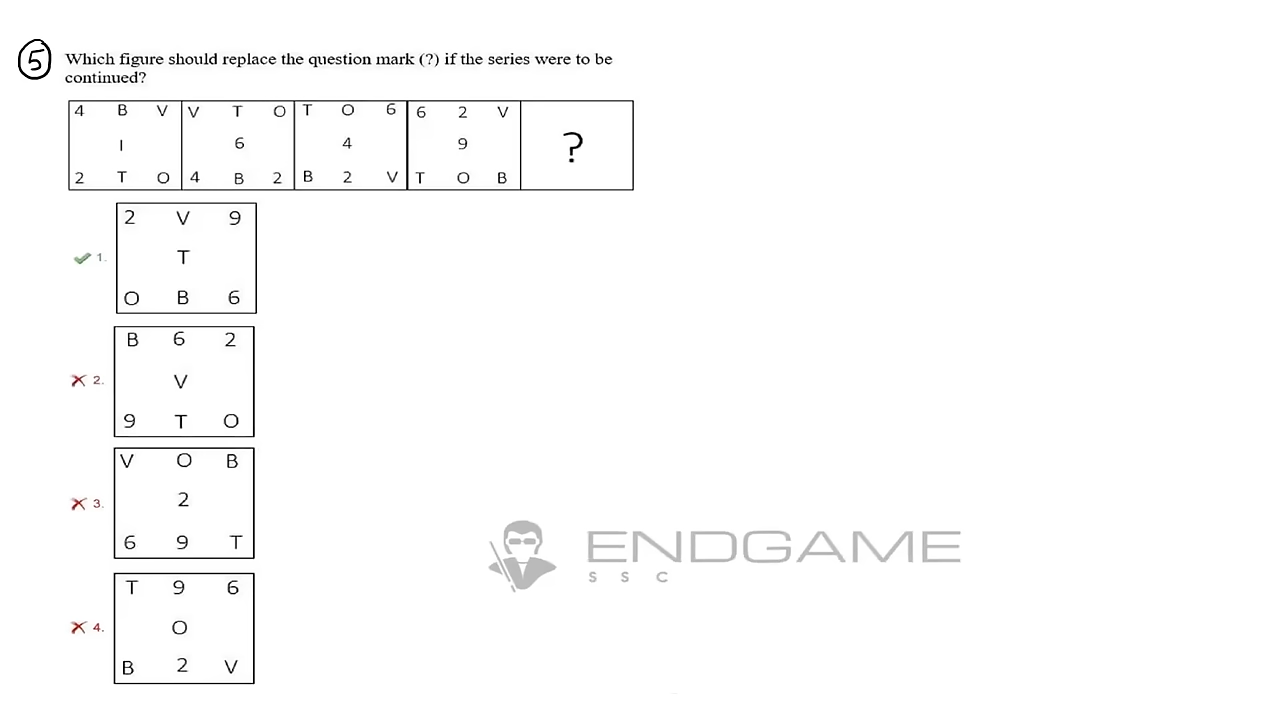 5 Which figure should replace the question mark (?) if the series were to be
continued?
4 B V V T O T O 6 6 2 V
I 6 4 9 ?
2 T O 4 B 2 B 2 V T O B
2 V 9
1. T
O B 6
B 6 2
2. V
9 T O
V O B
3. 2
6 9 T
ENDGAME
S S C
T 9 6
4. O
B 2 V